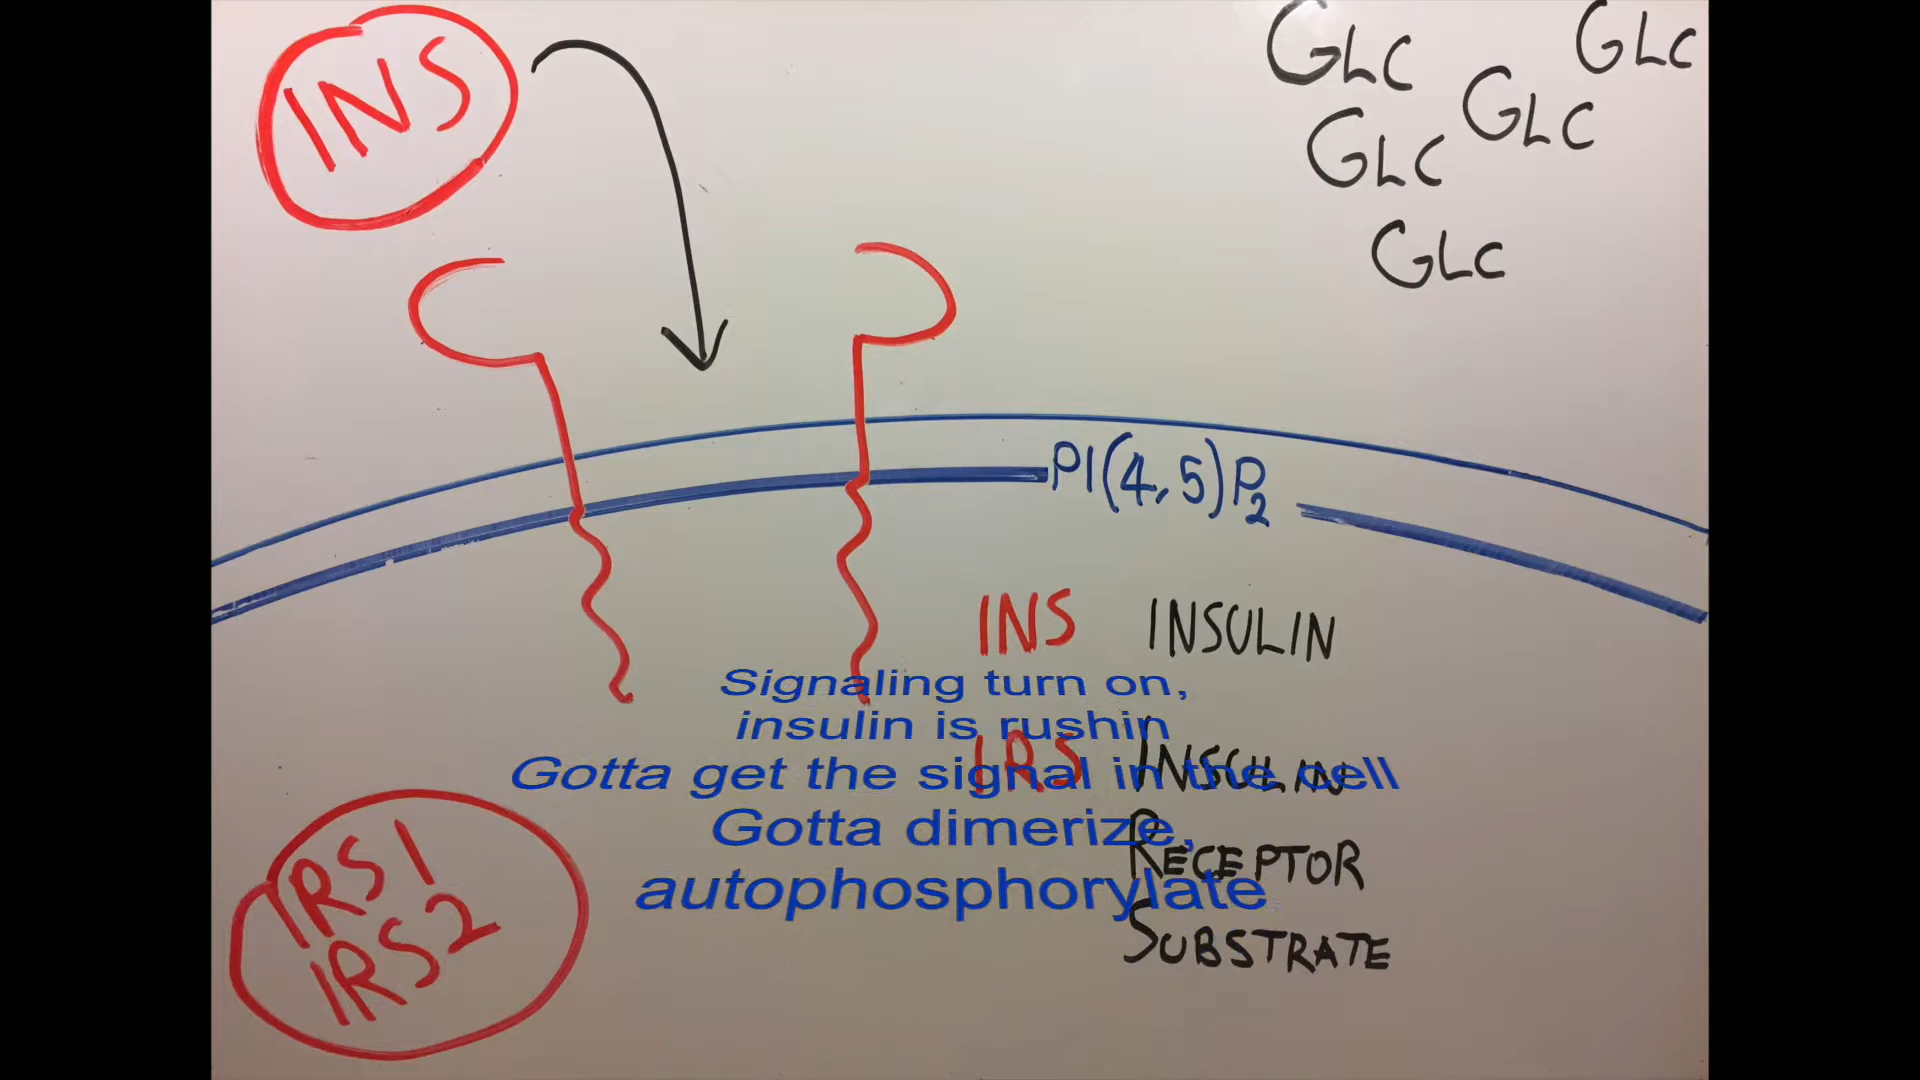 INS
GLC
GLC
GLC
GLC
GLC
PI(4,5)P2
INS INSULIN
Signaling turn on,
insulin is rushin
IRS INSULIN
Gotta get the signal in the cell
Gotta dimerize,
RECEPTOR
autophosphorylate
SUBSTRATE
IRS1
IRS2